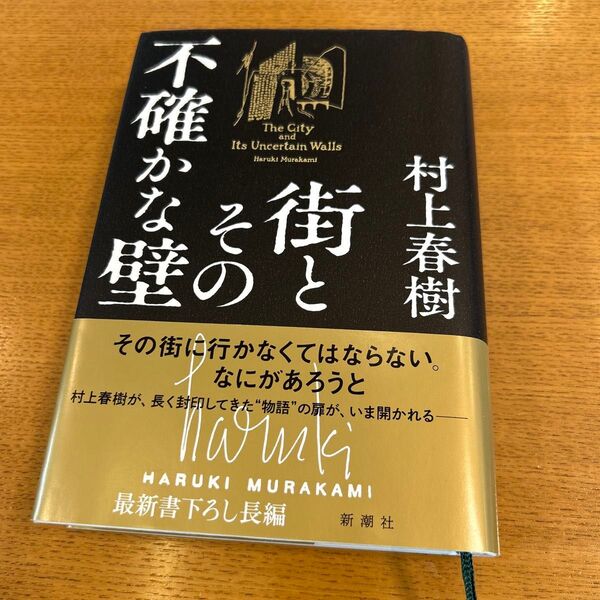 The City
and
Its Uncertain Walls
Haruki Murakami
村上春樹
街と
その
不確かな壁
その街に行かなくてはならない。
なにがあろうと
村上春樹が、長く封印してきた“物語”の扉が、いま開かれる——
haruki
HARUKI MURAKAMI
最新書下ろし長編
新潮社